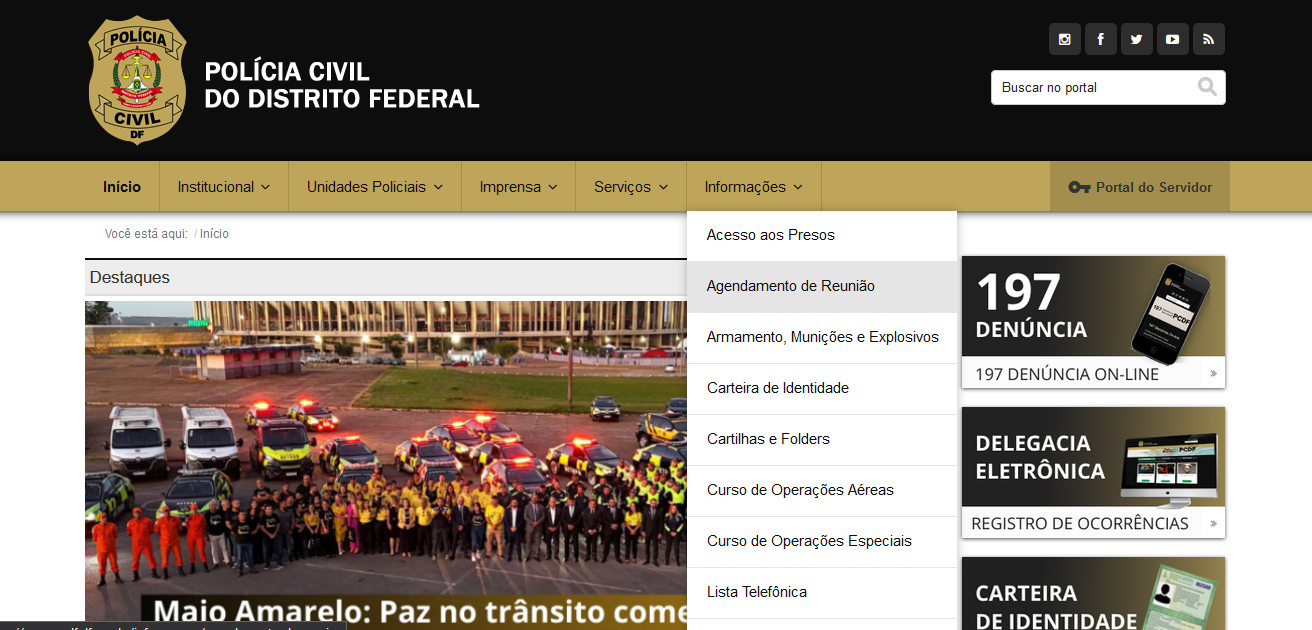 POLÍCIA
CIVIL
DF
POLÍCIA CIVIL
DO DISTRITO FEDERAL
Buscar no portal
Início
Institucional
Unidades Policiais
Imprensa
Serviços
Informações
Portal do Servidor
Você está aqui: / Início
Destaques
Acesso aos Presos
Agendamento de Reunião
Armamento, Munições e Explosivos
Carteira de Identidade
Cartilhas e Folders
Curso de Operações Aéreas
Curso de Operações Especiais
Lista Telefônica
Maio Amarelo: Paz no trânsito come
197
DENÚNCIA
197 DENÚNCIA ON-LINE »
DELEGACIA
ELETRÔNICA
REGISTRO DE OCORRÊNCIAS »
CARTEIRA
DE IDENTIDADE